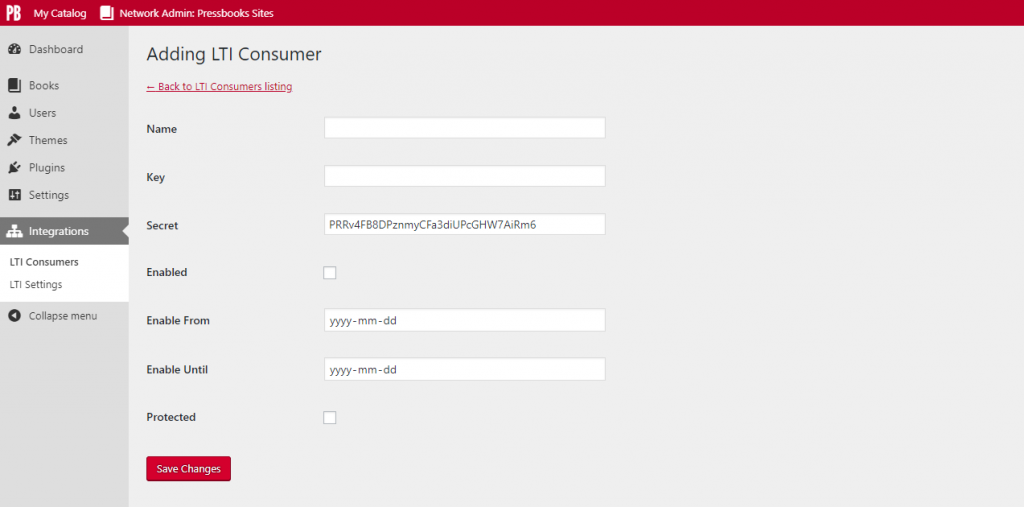 PB My Catalog Network Admin: Pressbooks Sites
Dashboard
Books
Users
Themes
Plugins
Settings
Integrations
LTI Consumers
LTI Settings
Collapse menu
Adding LTI Consumer
← Back to LTI Consumers listing
Name
Key
Secret PRRv4FB8DPznmyCFa3diUPcGHW7AiRm6
Enabled
Enable From yyyy-mm-dd
Enable Until yyyy-mm-dd
Protected
Save Changes